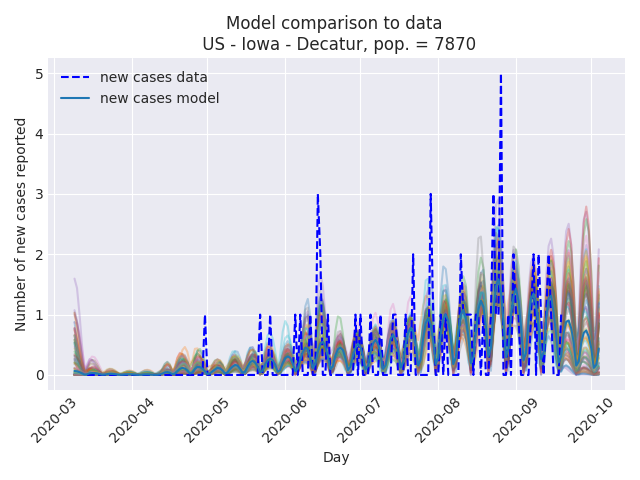 Model comparison to data
US - Iowa - Decatur, pop. = 7870
new cases data
new cases model
Number of new cases reported
5
4
3
2
1
0
2020-03
2020-04
2020-05
2020-06
2020-07
2020-08
2020-09
2020-10
Day